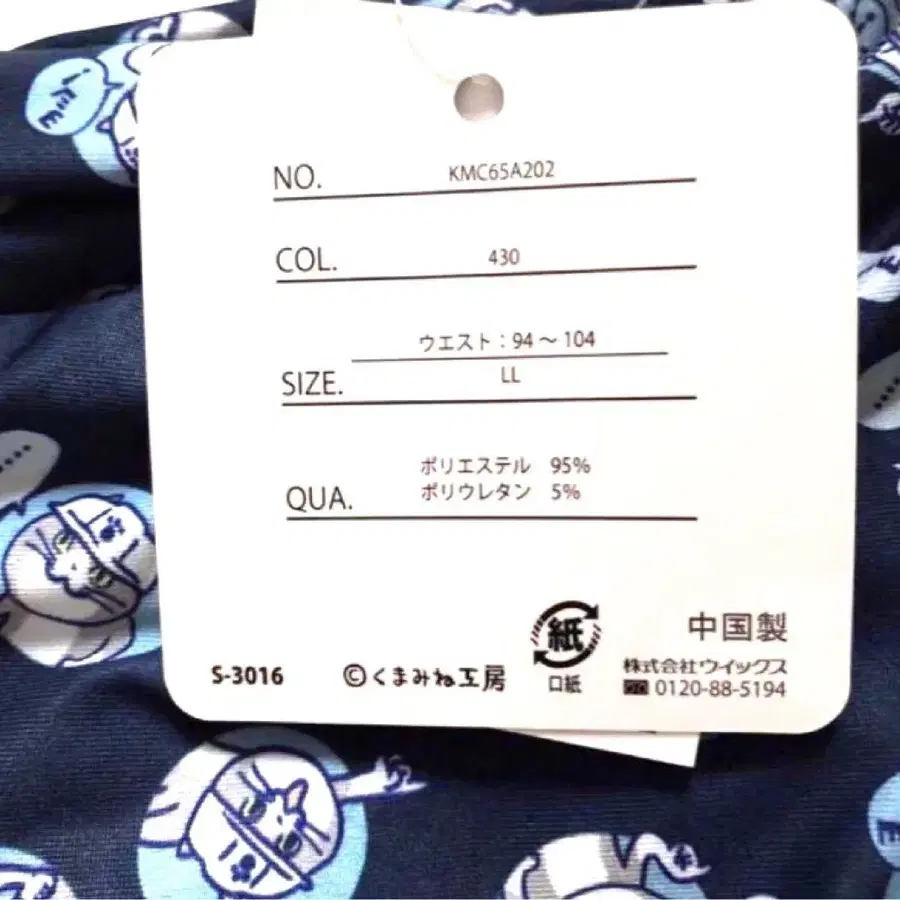 NO. KMC65A202
COL. 430
ウエスト：94～104
SIZE. LL
ポリエステル 95%
QUA. ポリウレタン 5%
紙
口紙
中国製
S-3016 ©くまみね工房
株式会社ウイックス
0120-88-5194